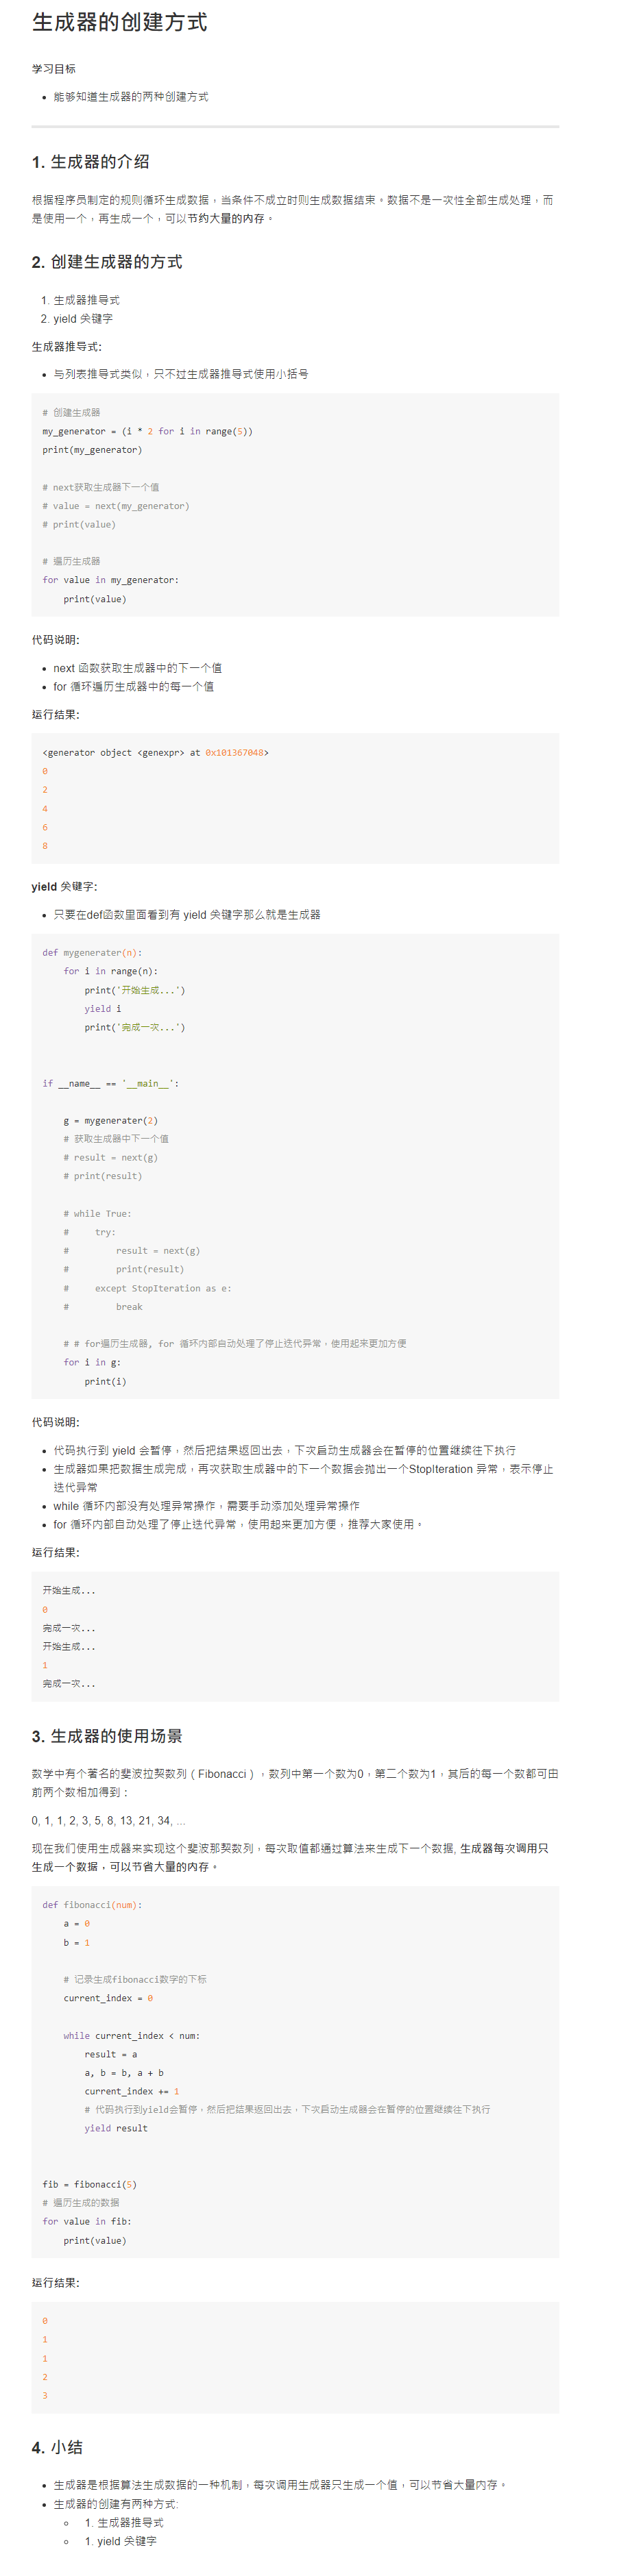 生成器的创建方式
学习目标
• 能够知道生成器的两种创建方式
1. 生成器的介绍
根据程序员制定的规则循环生成数据，当条件不成立时则生成数据结束。数据不是一次性全部生成处理，而
是使用一个，再生成一个，可以节约大量的内存。
2. 创建生成器的方式
1. 生成器推导式
2. yield 关键字
生成器推导式:
• 与列表推导式类似，只不过生成器推导式使用小括号
# 创建生成器
my_generator = (i * 2 for i in range(5))
print(my_generator)
# next获取生成器下一个值
# value = next(my_generator)
# print(value)
# 遍历生成器
for value in my_generator:
    print(value)
代码说明:
• next 函数获取生成器中的下一个值
• for 循环遍历生成器中的每一个值
运行结果:
<generator object <genexpr> at 0x101367048>
0
2
4
6
8
yield 关键字:
• 只要在def函数里面看到有 yield 关键字那么就是生成器
def mygenerater(n):
    for i in range(n):
        print('开始生成...')
        yield i
        print('完成一次...')
if __name__ == '__main__':
    g = mygenerater(2)
    # 获取生成器中下一个值
    # result = next(g)
    # print(result)
    # while True:
    #     try:
    #         result = next(g)
    #         print(result)
    #     except StopIteration as e:
    #         break
    # # for遍历生成器, for 循环内部自动处理了停止迭代异常，使用起来更加方便
    for i in g:
        print(i)
代码说明:
• 代码执行到 yield 会暂停，然后把结果返回出去，下次启动生成器会在暂停的位置继续往下执行
• 生成器如果把数据生成完成，再次获取生成器中的下一个数据会抛出一个StopIteration 异常，表示停止
迭代异常
• while 循环内部没有处理异常操作，需要手动添加处理异常操作
• for 循环内部自动处理了停止迭代异常，使用起来更加方便，推荐大家使用。
运行结果:
开始生成...
0
完成一次...
开始生成...
1
完成一次...
3. 生成器的使用场景
数学中有个著名的斐波拉契数列（Fibonacci），数列中第一个数为0，第二个数为1，其后的每一个数都可由
前两个数相加得到：
0, 1, 1, 2, 3, 5, 8, 13, 21, 34, ...
现在我们使用生成器来实现这个斐波那契数列，每次取值都通过算法来生成下一个数据, 生成器每次调用只
生成一个数据，可以节省大量的内存。
def fibonacci(num):
    a = 0
    b = 1
    # 记录生成fibonacci数字的下标
    current_index = 0
    while current_index < num:
        result = a
        a, b = b, a + b
        current_index += 1
        # 代码执行到yield会暂停，然后把结果返回出去，下次启动生成器会在暂停的位置继续往下执行
        yield result
fib = fibonacci(5)
# 遍历生成的数据
for value in fib:
    print(value)
运行结果:
0
1
1
2
3
4. 小结
• 生成器是根据算法生成数据的一种机制，每次调用生成器只生成一个值，可以节省大量内存。
• 生成器的创建有两种方式:
◦ 1. 生成器推导式
◦ 1. yield 关键字